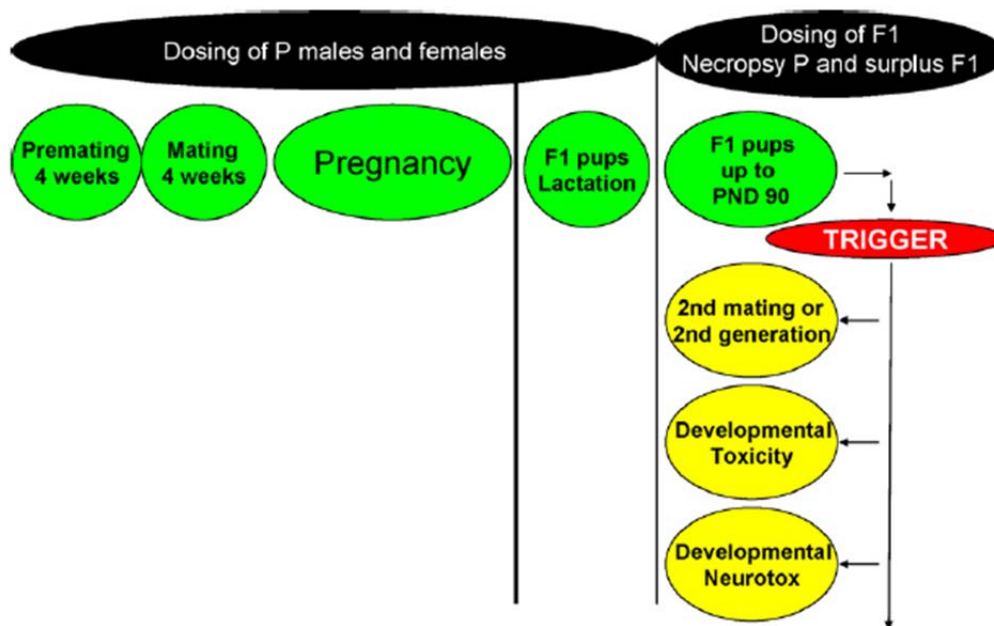 Dosing of P males and females
Dosing of F1
Necropsy P and surplus F1
Premating
4 weeks
Mating
4 weeks
Pregnancy
F1 pups
Lactation
F1 pups
up to
PND 90
TRIGGER
2nd mating or
2nd generation
Developmental
Toxicity
Developmental
Neurotox